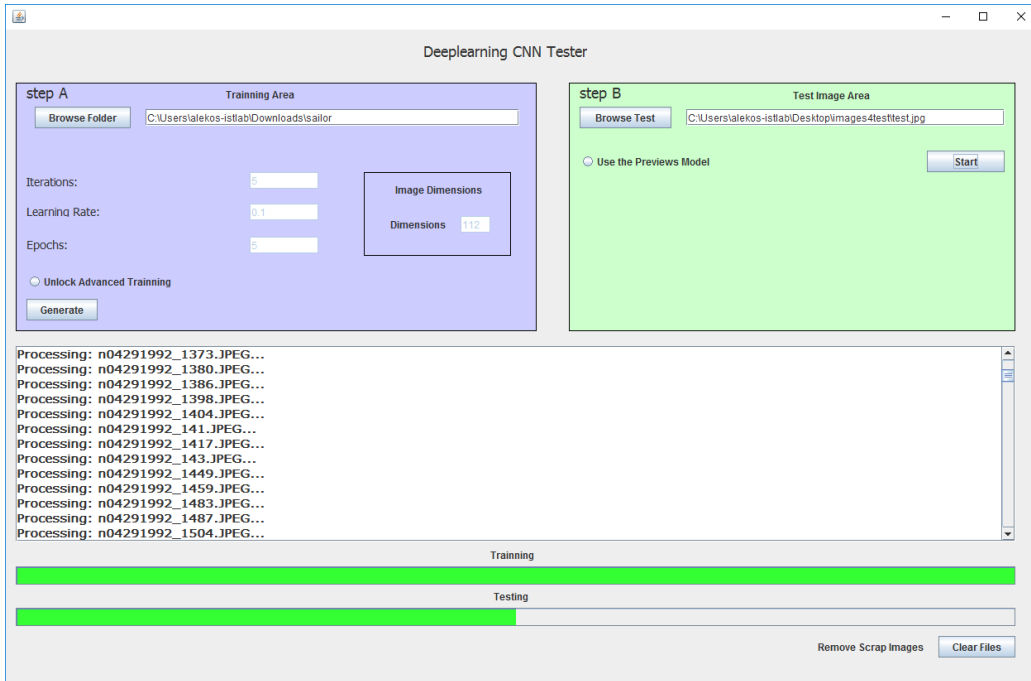 Deeplearning CNN Tester
step A
Trainning Area
Browse Folder
C:\Users\alekos-istlab\Downloads\sailor
Iterations:
5
Learning Rate:
0.1
Epochs:
5
Image Dimensions
Dimensions
112
Unlock Advanced Trainning
Generate
step B
Test Image Area
Browse Test
C:\Users\alekos-istlab\Desktop\images4test\test.jpg
Use the Previews Model
Start
Processing: n04291992_1373.JPEG...
Processing: n04291992_1380.JPEG...
Processing: n04291992_1386.JPEG...
Processing: n04291992_1398.JPEG...
Processing: n04291992_1404.JPEG...
Processing: n04291992_141.JPEG...
Processing: n04291992_1417.JPEG...
Processing: n04291992_143.JPEG...
Processing: n04291992_1449.JPEG...
Processing: n04291992_1459.JPEG...
Processing: n04291992_1483.JPEG...
Processing: n04291992_1487.JPEG...
Processing: n04291992_1504.JPEG...
Trainning
Testing
Remove Scrap Images
Clear Files